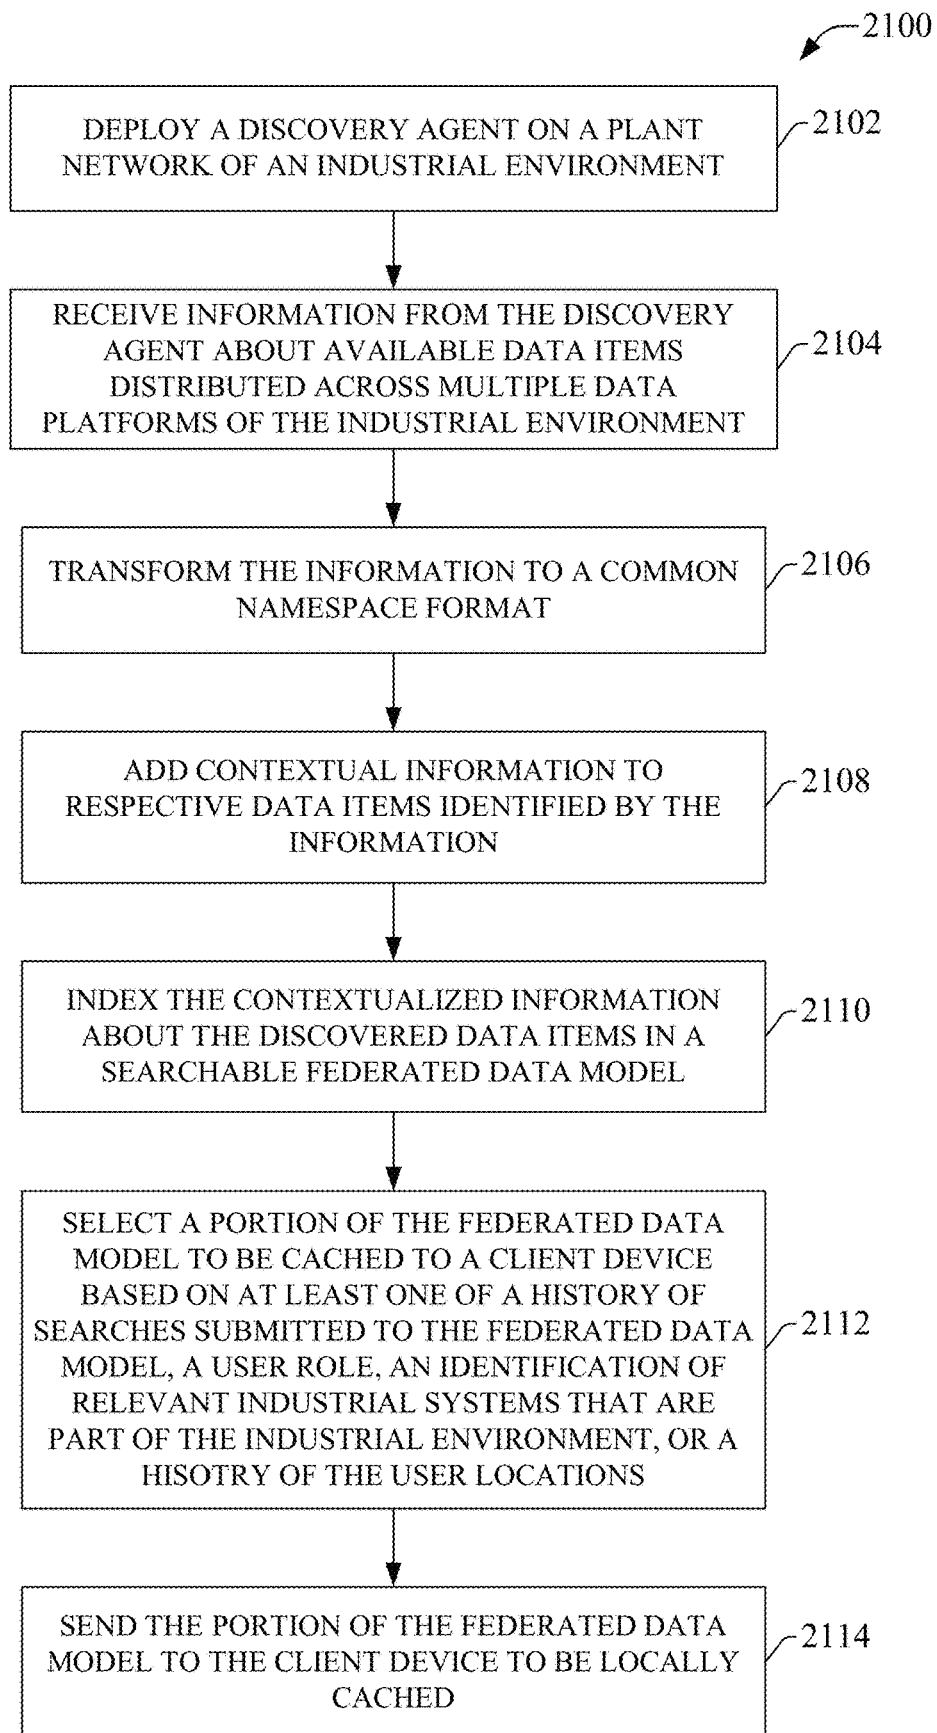 2100
DEPLOY A DISCOVERY AGENT ON A PLANT
NETWORK OF AN INDUSTRIAL ENVIRONMENT
2102
RECEIVE INFORMATION FROM THE DISCOVERY
AGENT ABOUT AVAILABLE DATA ITEMS
DISTRIBUTED ACROSS MULTIPLE DATA
PLATFORMS OF THE INDUSTRIAL ENVIRONMENT
2104
TRANSFORM THE INFORMATION TO A COMMON
NAMESPACE FORMAT
2106
ADD CONTEXTUAL INFORMATION TO
RESPECTIVE DATA ITEMS IDENTIFIED BY THE
INFORMATION
2108
INDEX THE CONTEXTUALIZED INFORMATION
ABOUT THE DISCOVERED DATA ITEMS IN A
SEARCHABLE FEDERATED DATA MODEL
2110
SELECT A PORTION OF THE FEDERATED DATA
MODEL TO BE CACHED TO A CLIENT DEVICE
BASED ON AT LEAST ONE OF A HISTORY OF
SEARCHES SUBMITTED TO THE FEDERATED DATA
MODEL, A USER ROLE, AN IDENTIFICATION OF
RELEVANT INDUSTRIAL SYSTEMS THAT ARE
PART OF THE INDUSTRIAL ENVIRONMENT, OR A
HISOTRY OF THE USER LOCATIONS
2112
SEND THE PORTION OF THE FEDERATED DATA
MODEL TO THE CLIENT DEVICE TO BE LOCALLY
CACHED
2114